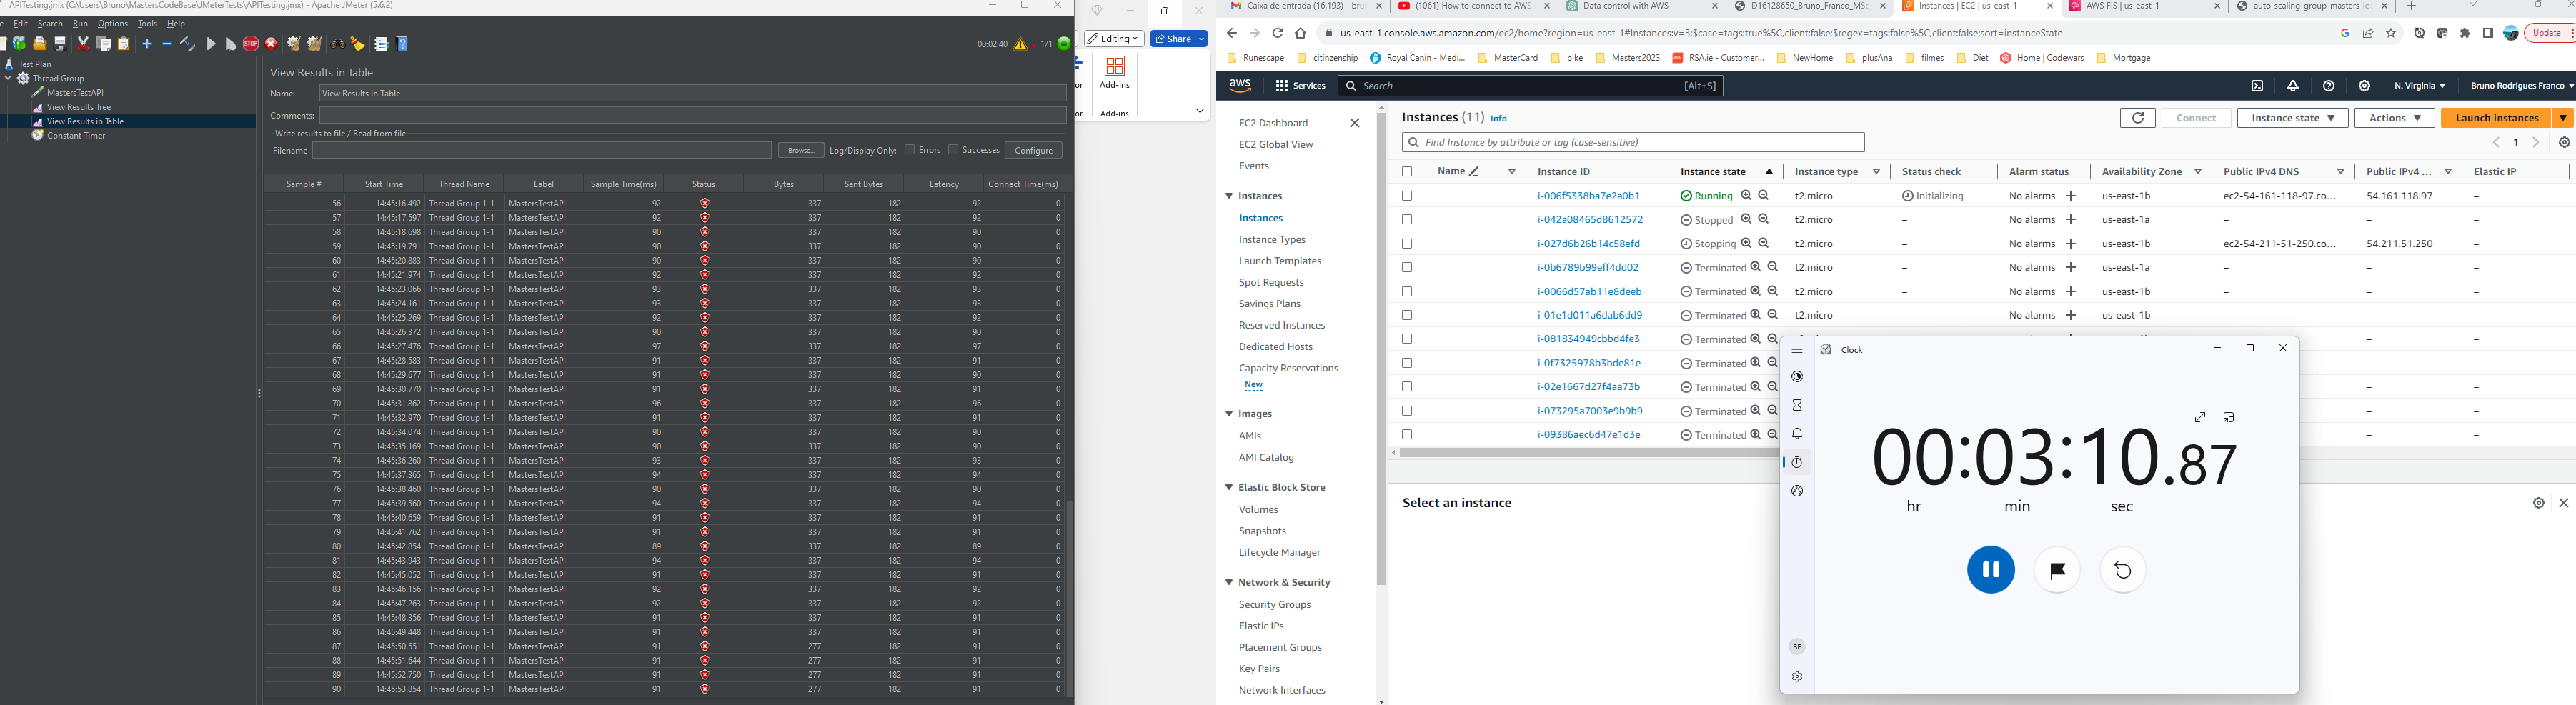 APITesting.jmx (C:\Users\Bruno\MastersCodeBase\JMeterTests\APITesting.jmx) - Apache JMeter (5.6.2)
Edit Search Run Options Tools Help
00:02:40 1/1
Test Plan
Thread Group
MastersTestAPI
View Results Tree
View Results in Table
Constant Timer
View Results in Table
Name: View Results in Table
Comments:
Write results to file / Read from file
Filename Browse... Log/Display Only: Errors Successes Configure
Sample # Start Time Thread Name Label Sample Time(ms) Status Bytes Sent Bytes Latency Connect Time(ms)
56 14:45:16.492 Thread Group 1-1 MastersTestAPI 92 337 182 92 0
57 14:45:17.597 Thread Group 1-1 MastersTestAPI 92 337 182 92 0
58 14:45:18.698 Thread Group 1-1 MastersTestAPI 90 337 182 90 0
59 14:45:19.791 Thread Group 1-1 MastersTestAPI 90 337 182 90 0
60 14:45:20.883 Thread Group 1-1 MastersTestAPI 90 337 182 90 0
61 14:45:21.974 Thread Group 1-1 MastersTestAPI 92 337 182 92 0
62 14:45:23.066 Thread Group 1-1 MastersTestAPI 93 337 182 93 0
63 14:45:24.161 Thread Group 1-1 MastersTestAPI 93 337 182 93 0
64 14:45:25.269 Thread Group 1-1 MastersTestAPI 92 337 182 92 0
65 14:45:26.372 Thread Group 1-1 MastersTestAPI 90 337 182 90 0
66 14:45:27.476 Thread Group 1-1 MastersTestAPI 97 337 182 97 0
67 14:45:28.583 Thread Group 1-1 MastersTestAPI 91 337 182 91 0
68 14:45:29.677 Thread Group 1-1 MastersTestAPI 91 337 182 90 0
69 14:45:30.770 Thread Group 1-1 MastersTestAPI 91 337 182 91 0
70 14:45:31.862 Thread Group 1-1 MastersTestAPI 96 337 182 96 0
71 14:45:32.970 Thread Group 1-1 MastersTestAPI 91 337 182 91 0
72 14:45:34.074 Thread Group 1-1 MastersTestAPI 90 337 182 90 0
73 14:45:35.169 Thread Group 1-1 MastersTestAPI 90 337 182 90 0
74 14:45:36.260 Thread Group 1-1 MastersTestAPI 93 337 182 93 0
75 14:45:37.365 Thread Group 1-1 MastersTestAPI 94 337 182 94 0
76 14:45:38.460 Thread Group 1-1 MastersTestAPI 90 337 182 90 0
77 14:45:39.560 Thread Group 1-1 MastersTestAPI 94 337 182 94 0
78 14:45:40.659 Thread Group 1-1 MastersTestAPI 91 337 182 91 0
79 14:45:41.762 Thread Group 1-1 MastersTestAPI 91 337 182 91 0
80 14:45:42.854 Thread Group 1-1 MastersTestAPI 89 337 182 89 0
81 14:45:43.943 Thread Group 1-1 MastersTestAPI 94 337 182 94 0
82 14:45:45.052 Thread Group 1-1 MastersTestAPI 91 337 182 91 0
83 14:45:46.156 Thread Group 1-1 MastersTestAPI 92 337 182 92 0
84 14:45:47.263 Thread Group 1-1 MastersTestAPI 92 337 182 92 0
85 14:45:48.356 Thread Group 1-1 MastersTestAPI 91 337 182 91 0
86 14:45:49.448 Thread Group 1-1 MastersTestAPI 91 337 182 91 0
87 14:45:50.551 Thread Group 1-1 MastersTestAPI 91 277 182 91 0
88 14:45:51.644 Thread Group 1-1 MastersTestAPI 91 277 182 91 0
89 14:45:52.750 Thread Group 1-1 MastersTestAPI 91 277 182 91 0
90 14:45:53.854 Thread Group 1-1 MastersTestAPI 91 277 182 91 0
Editing Share
or Add-ins
or Add-ins
Caixa de entrada (16.193) - bru
(1061) How to connect to AWS
Data control with AWS
D16128650_Bruno_Franco_MSc
Instances | EC2 | us-east-1
AWS FIS | us-east-1
auto-scaling-group-masters-lo
us-east-1.console.aws.amazon.com/ec2/home?region=us-east-1#Instances:v=3;$case=tags:true%5C,client:false;$regex=tags:false%5C,client:false;sort=instanceState
Update
Runescape citizenship Royal Canin - Medi... MasterCard bike Masters2023 RSA.ie - Customer... NewHome plusAna filmes Diet Home | Codewars Mortgage
aws Services Search [Alt+S] N. Virginia Bruno Rodrigues Franco
EC2 Dashboard
EC2 Global View
Events
Instances
Instances
Instance Types
Launch Templates
Spot Requests
Savings Plans
Reserved Instances
Dedicated Hosts
Capacity Reservations
New
Images
AMIs
AMI Catalog
Elastic Block Store
Volumes
Snapshots
Lifecycle Manager
Network & Security
Security Groups
Elastic IPs
Placement Groups
Key Pairs
Network Interfaces
Instances (11) Info
Connect Instance state Actions Launch instances
Find Instance by attribute or tag (case-sensitive)
1
Name Instance ID Instance state Instance type Status check Alarm status Availability Zone Public IPv4 DNS Public IPv4 ... Elastic IP
i-006f5338ba7e2a0b1 Running t2.micro Initializing No alarms + us-east-1b ec2-54-161-118-97.co... 54.161.118.97 –
i-042a08465d8612572 Stopped t2.micro – No alarms + us-east-1a – – –
i-027d6b26b14c58efd Stopping t2.micro – No alarms + us-east-1b ec2-54-211-51-250.co... 54.211.51.250 –
i-0b6789b99eff4dd02 Terminated t2.micro – No alarms + us-east-1a – – –
i-0066d57ab11e8deeb Terminated t2.micro – No alarms + us-east-1b – – –
i-01e1d011a6dab6dd9 Terminated t2.micro – No alarms + us-east-1b – – –
i-081834949cbbd4fe3 Terminated – –
i-0f7325978b3bde81e Terminated – –
i-02e1667d27f4aa73b Terminated – –
i-073295a7003e9b9b9 Terminated – –
i-09386aec6d47e1d3e Terminated – –
Select an instance
Clock
00:03:10.87
hr min sec
BF